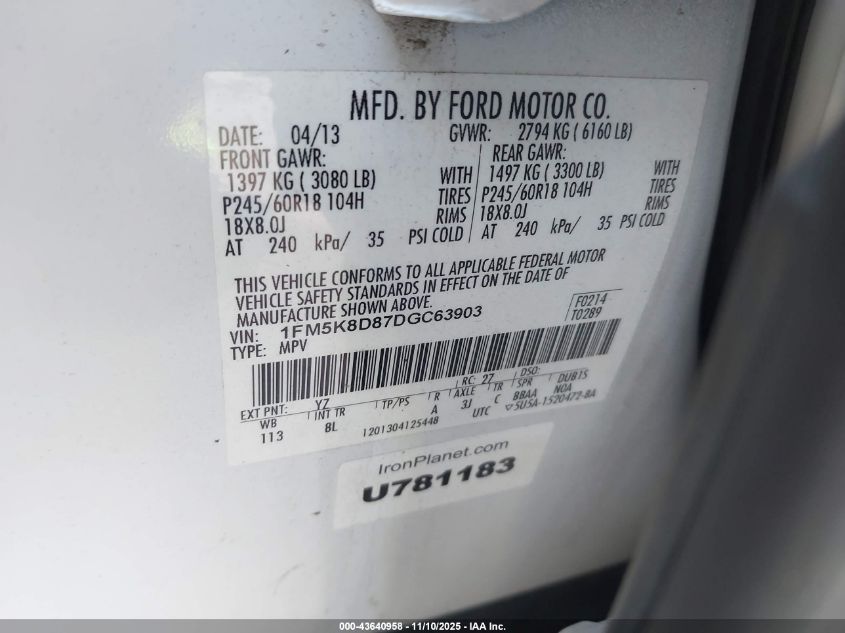 MFD. BY FORD MOTOR CO.
DATE: 04/13 GVWR: 2794 KG ( 6160 LB)
FRONT GAWR: REAR GAWR:
1397 KG ( 3080 LB) WITH 1497 KG ( 3300 LB) WITH
P245/60R18 104H TIRES P245/60R18 104H TIRES
18X8.0J RIMS 18X8.0J RIMS
AT 240 kPa/ 35 PSI COLD AT 240 kPa/ 35 PSI COLD
THIS VEHICLE CONFORMS TO ALL APPLICABLE FEDERAL MOTOR
VEHICLE SAFETY STANDARDS IN EFFECT ON THE DATE OF
MANUFACTURE SHOWN ABOVE.
F0214
T0289
VIN: 1FM5K8D87DGC63903
TYPE: MPV
EXT PNT: YZ RC: 27 DSO:
WB INT TR TP/PS R AXLE TR SPR DUB1S
113 8L A 3J C BBAA NOA
1201304125448 UTC 5U5A-1520472-BA
IronPlanet.com
U781183
000-43640958 - 11/10/2025 - IAA Inc.